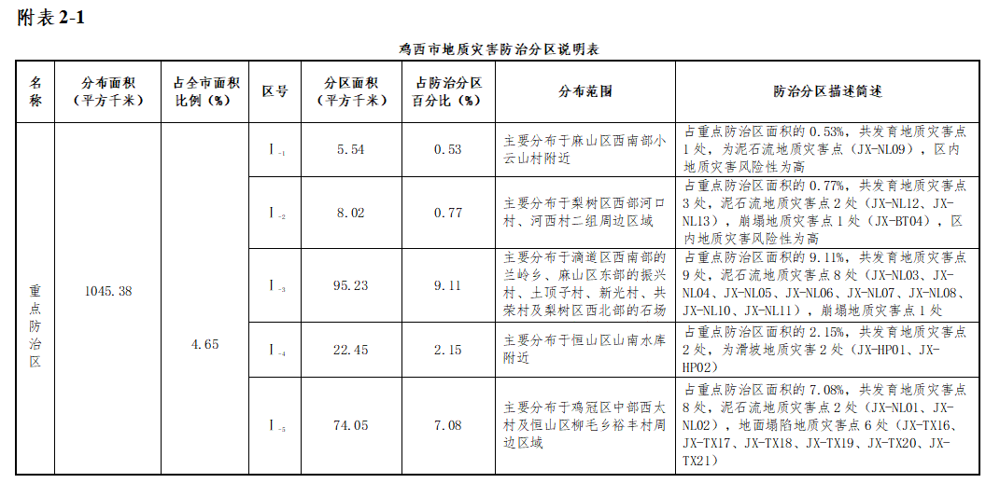 附表 2-1
鸡西市地质灾害防治分区说明表
名称 分布面积（平方千米） 占全市面积比例（%） 区号 分区面积（平方千米） 占防治分区百分比（%） 分布范围 防治分区描述简述
重点防治区
1045.38
4.65
I-1
5.54
0.53
主要分布于麻山区西南部小
云山村附近
占重点防治区面积的 0.53%，共发育地质灾害点
1 处，为泥石流地质灾害点（JX-NL09），区内
地质灾害风险性为高
I-2
8.02
0.77
主要分布于梨树区西部河口
村、河西村二组周边区域
占重点防治区面积的 0.77%，共发育地质灾害点
3 处，泥石流地质灾害点 2 处（JX-NL12、JX-
NL13），崩塌地质灾害点 1 处（JX-BT04），区
内地质灾害风险性为高
I-3
95.23
9.11
主要分布于滴道区西南部的
兰岭乡、麻山区东部的振兴
村、土顶子村、新光村、共
荣村及梨树区西北部的石场
占重点防治区面积的 9.11%，共发育地质灾害点
9 处，泥石流地质灾害点 8 处（JX-NL03、JX-
NL04、JX-NL05、JX-NL06、JX-NL07、JX-NL08、
JX-NL10、JX-NL11），崩塌地质灾害点 1 处
I-4
22.45
2.15
主要分布于恒山区山南水库
附近
占重点防治区面积的 2.15%，共发育地质灾害点
2 处，为滑坡地质灾害 2 处（JX-HP01、JX-
HP02）
I-5
74.05
7.08
主要分布于鸡冠区中部西太
村及恒山区柳毛乡裕丰村周
边区域
占重点防治区面积的 7.08%，共发育地质灾害点
8 处，泥石流地质灾害点 2 处（JX-NL01、JX-
NL02），地面塌陷地质灾害点 6 处（JX-TX16、
JX-TX17、JX-TX18、JX-TX19、JX-TX20、JX-
TX21）